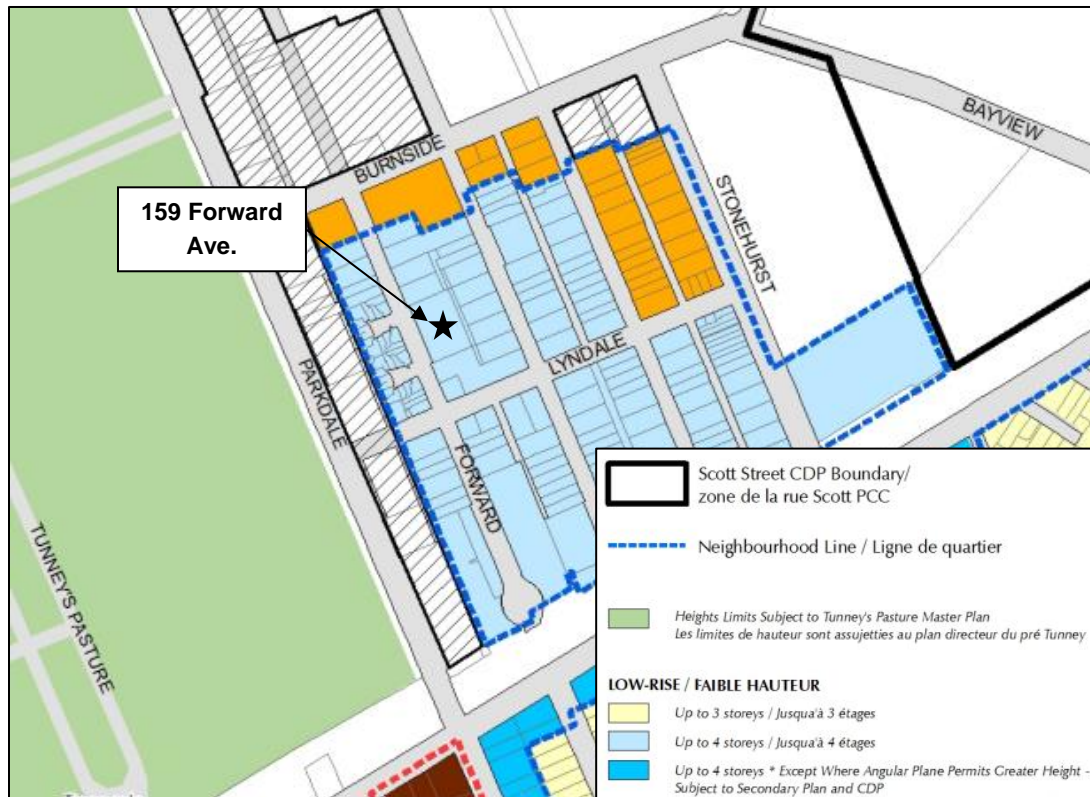 BURNSIDE
BAYVIEW
159 Forward
Ave.
STONEHURST
LYNDALE
PARKDALE
FORWARD
TUNNEY'S PASTURE
Scott Street CDP Boundary/
zone de la rue Scott PCC
Neighbourhood Line / Ligne de quartier
Heights Limits Subject to Tunney's Pasture Master Plan
Les limites de hauteur sont assujetties au plan directeur du pré Tunney
LOW-RISE / FAIBLE HAUTEUR
Up to 3 storeys / Jusqu'à 3 étages
Up to 4 storeys / Jusqu'à 4 étages
Up to 4 storeys * Except Where Angular Plane Permits Greater Height -
Subject to Secondary Plan and CDP